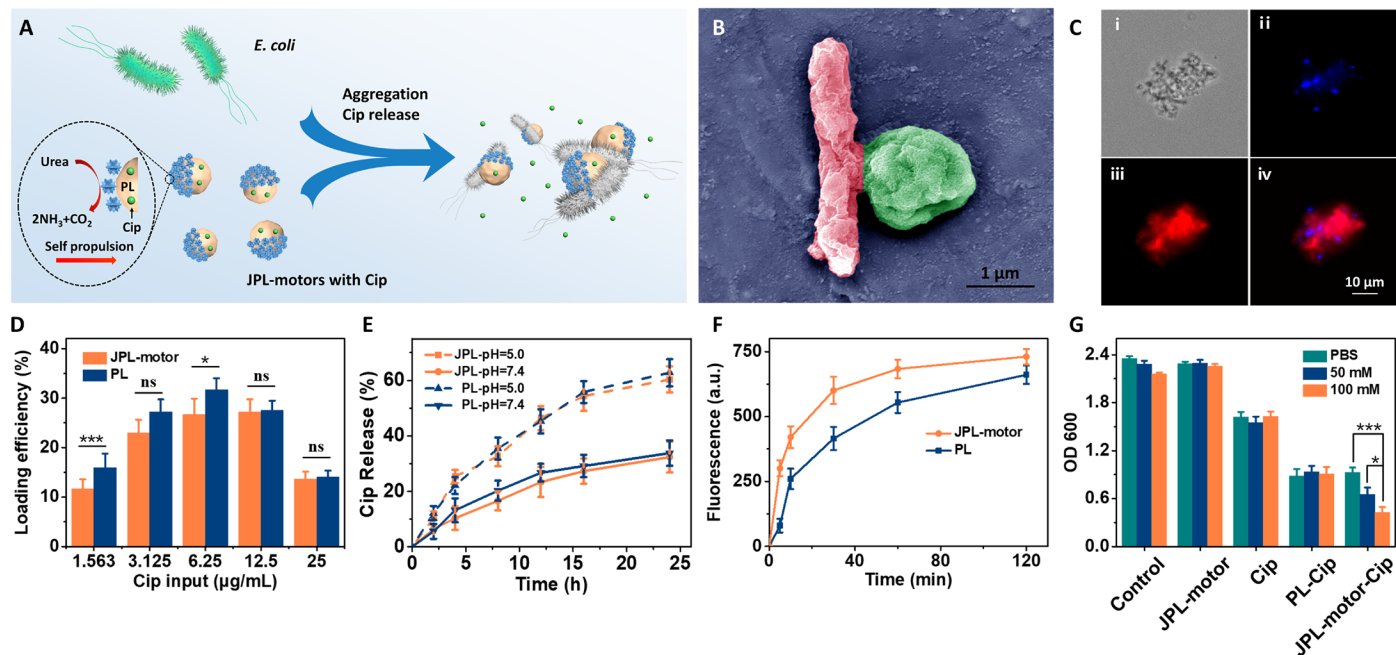 A
E. coli
Aggregation
Cip release
Urea
PL
2NH₃+CO₂
Cip
Self propulsion
JPL-motors with Cip
B
1 μm
C
i
ii
iii
iv
10 μm
D
Loading efficiency (%)
40
30
20
10
0
JPL-motor
PL
***
ns
*
ns
ns
1.563
3.125
6.25
12.5
25
Cip input (μg/mL)
E
Cip Release (%)
60
40
20
0
JPL-pH=5.0
JPL-pH=7.4
PL-pH=5.0
PL-pH=7.4
0 5 10 15 20 25
Time (h)
F
Fluorescence (a.u.)
750
500
250
0
JPL-motor
PL
0 40 80 120
Time (min)
G
OD 600
2.4
1.8
1.2
0.6
0.0
PBS
50 mM
100 mM
***
*
Control
JPL-motor
Cip
PL-Cip
JPL-motor-Cip